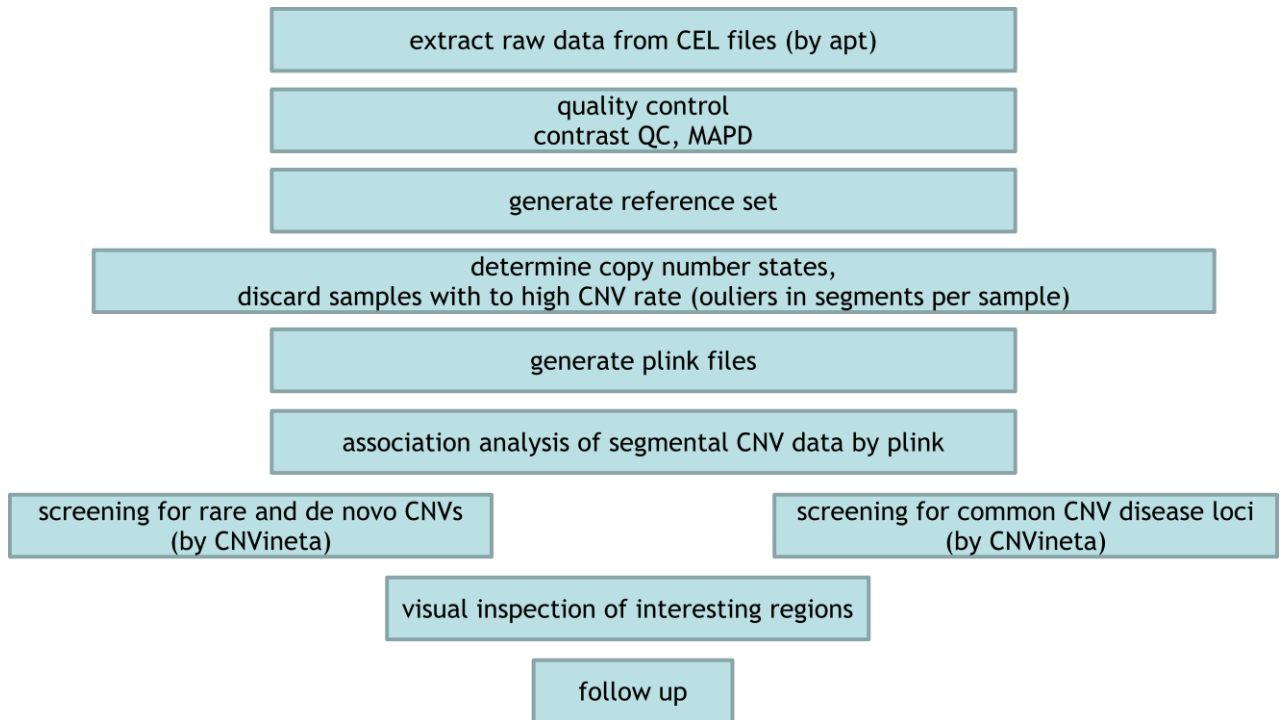 extract raw data from CEL files (by apt)
quality control
contrast QC, MAPD
generate reference set
determine copy number states,
discard samples with to high CNV rate (ouliers in segments per sample)
generate plink files
association analysis of segmental CNV data by plink
screening for rare and de novo CNVs
(by CNVineta)
screening for common CNV disease loci
(by CNVineta)
visual inspection of interesting regions
follow up